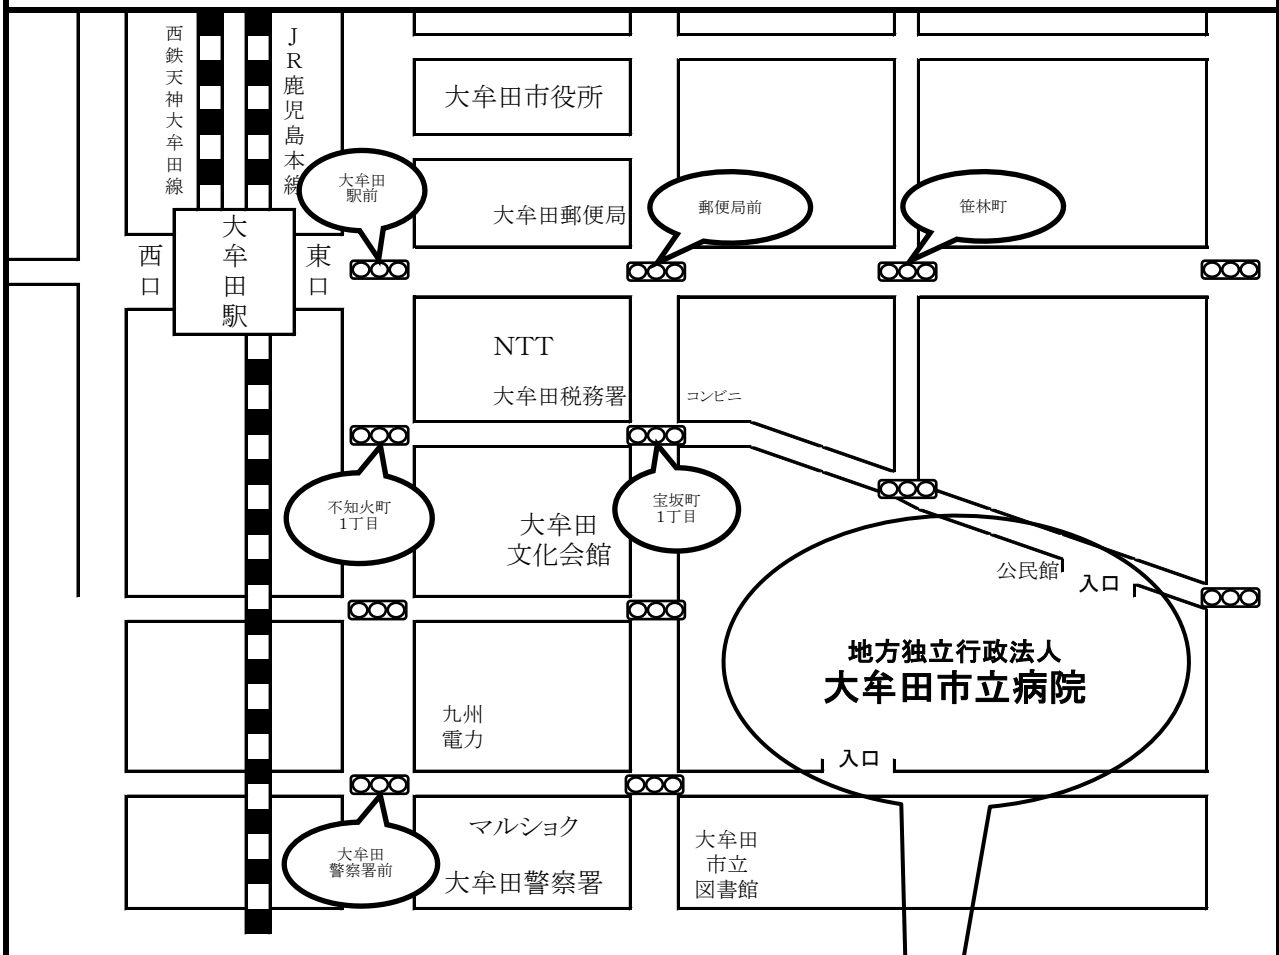 西鉄天神大牟田線
JR鹿児島本線
大牟田市役所
大牟田
駅前
大牟田郵便局
郵便局前
笹林町
大牟田駅
西口
東口
NTT
大牟田税務署
コンビニ
不知火町
1丁目
宝坂町
1丁目
大牟田
文化会館
公民館
入口
地方独立行政法人
大牟田市立病院
九州
電力
入口
マルショク
大牟田
警察署前
大牟田警察署
大牟田
市立
図書館